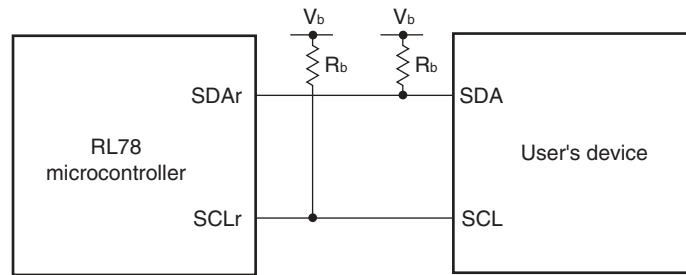 Vb Vb
Rb Rb
SDAr SDA
RL78
microcontroller
User's device
SCLr SCL